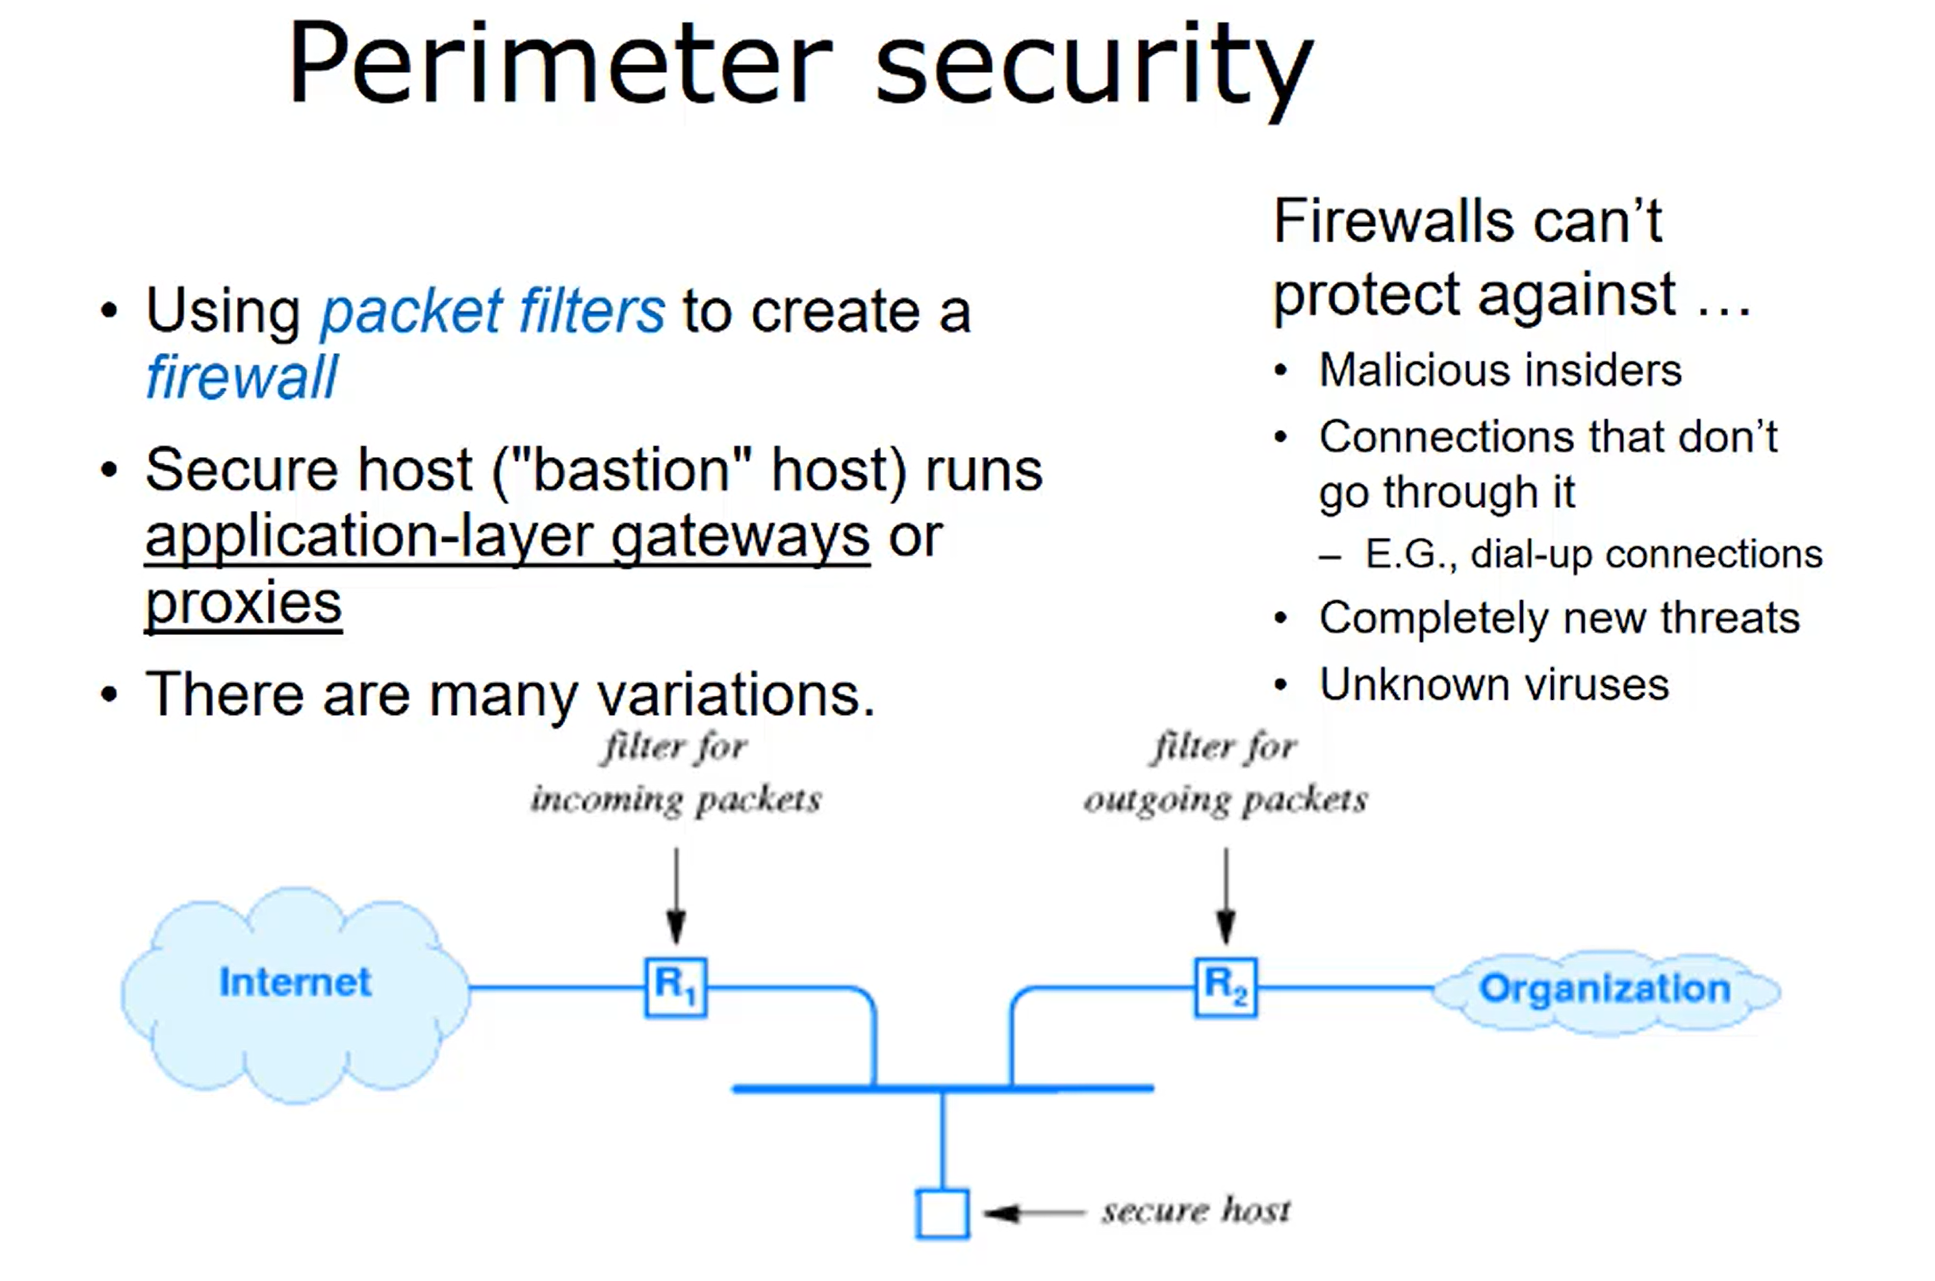 Perimeter security
• Using packet filters to create a
firewall
• Secure host ("bastion" host) runs
application-layer gateways or
proxies
• There are many variations.
Firewalls can’t
protect against …
• Malicious insiders
• Connections that don’t
go through it
– E.G., dial-up connections
• Completely new threats
• Unknown viruses
filter for
incoming packets
filter for
outgoing packets
Internet
R₁
R₂
Organization
secure host